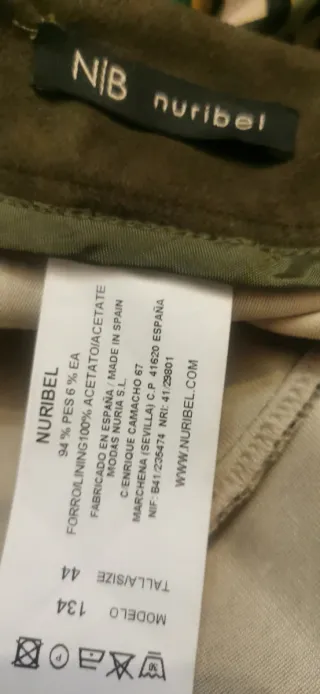 N|B nuribel
NURIBEL
94 % PES 6 % EA
FORRO/LINING100% ACETATO/ACETATE
FABRICADO EN ESPAÑA / MADE IN SPAIN
MODAS NURIA S.L.
C/ENRIQUE CAMACHO 67
MARCHENA (SEVILLA) C.P. 41620 ESPAÑA
NIF: B41/235474 NRI: 41/29801
WWW.NURIBEL.COM
TALLA/SIZE 44
MODELO 134